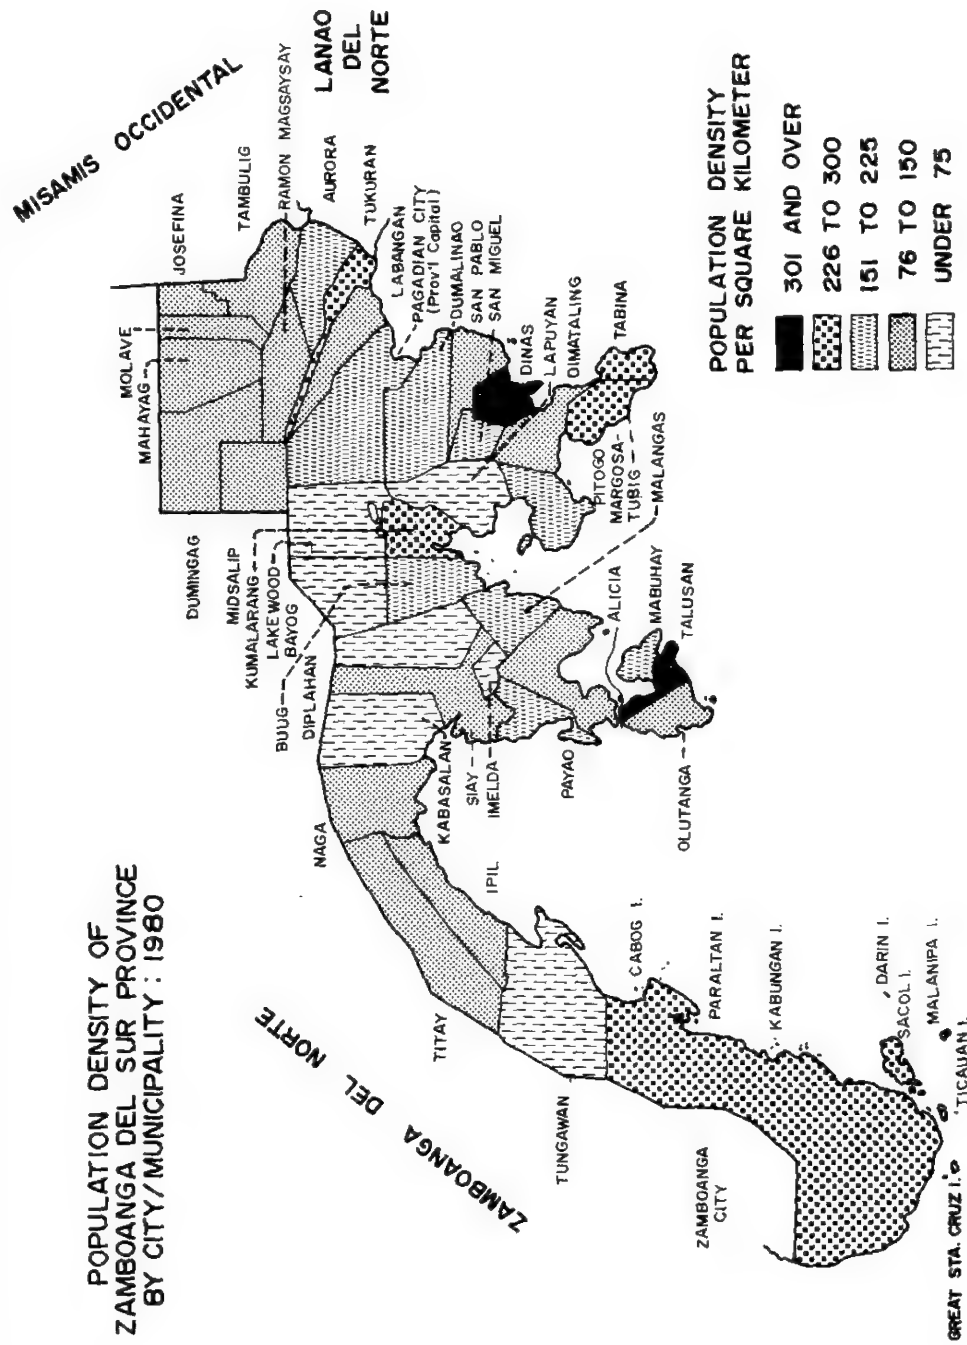 POPULATION DENSITY OF
ZAMBOANGA DEL SUR PROVINCE
BY CITY/MUNICIPALITY : 1980
MISAMIS OCCIDENTAL
LANAO
DEL
NORTE
ZAMBOANGA DEL NORTE
JOSEFINA
TAMBULIG
RAMON MAGSAYSAY
AURORA
TUKURAN
LABANGAN
PAGADIAN CITY
(Prov'l Capital)
DUMALINAO
SAN PABLO
SAN MIGUEL
DINAS
LAPUYAN
DIMATALING
TABINA
MOLAVE
MAHAYAG
DUMINGAG
MIDSALIP
KUMALARANG
LAKEWOOD
BAYOG
BUUG
DIPLAHAN
PITOGO
MARGOSA-
TUBIG
MALANGAS
ALICIA
MABUHAY
TALUSAN
NAGA
KABASALAN
SIAY
IMELDA
PAYAO
OLUTANGA
IPIL
TITAY
TUNGAWAN
ZAMBOANGA
CITY
CABOG I.
PARALTAN I.
KABUNGAN I.
DARIN I.
SACOL I.
MALANIPA I.
TICAUAN I.
GREAT STA. CRUZ I.
POPULATION DENSITY
PER SQUARE KILOMETER
301 AND OVER
226 TO 300
151 TO 225
76 TO 150
UNDER 75